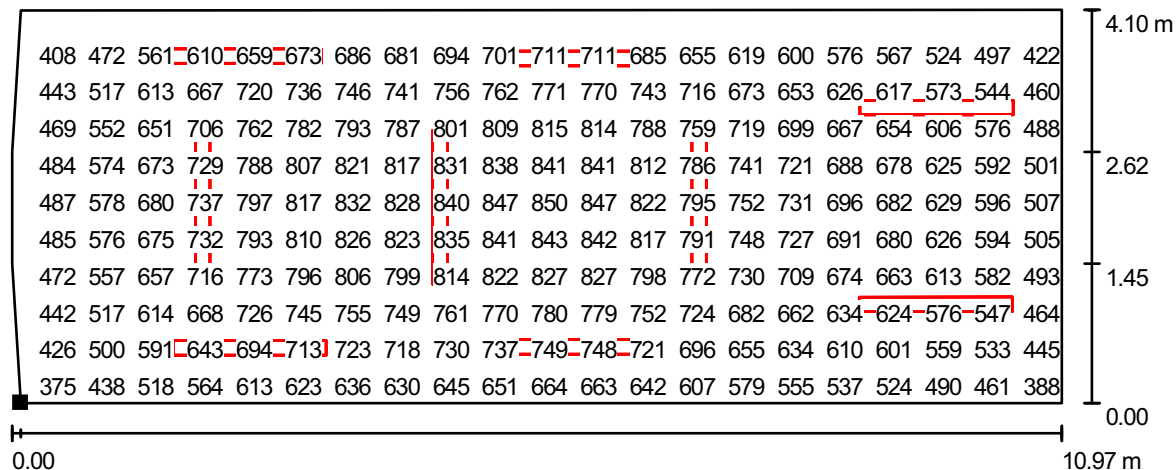 4.10 m
408 472 561 610 659 673 686 681 694 701 711 711 685 655 619 600 576 567 524 497 422
443 517 613 667 720 736 746 741 756 762 771 770 743 716 673 653 626 617 573 544 460
469 552 651 706 762 782 793 787 801 809 815 814 788 759 719 699 667 654 606 576 488
484 574 673 729 788 807 821 817 831 838 841 841 812 786 741 721 688 678 625 592 501
2.62
487 578 680 737 797 817 832 828 840 847 850 847 822 795 752 731 696 682 629 596 507
485 576 675 732 793 810 826 823 835 841 843 842 817 791 748 727 691 680 626 594 505
472 557 657 716 773 796 806 799 814 822 827 827 798 772 730 709 674 663 613 582 493
1.45
442 517 614 668 726 745 755 749 761 770 780 779 752 724 682 662 634 624 576 547 464
426 500 591 643 694 713 723 718 730 737 749 748 721 696 655 634 610 601 559 533 445
375 438 518 564 613 623 636 630 645 651 664 663 642 607 579 555 537 524 490 461 388
0.00
0.00 10.97 m